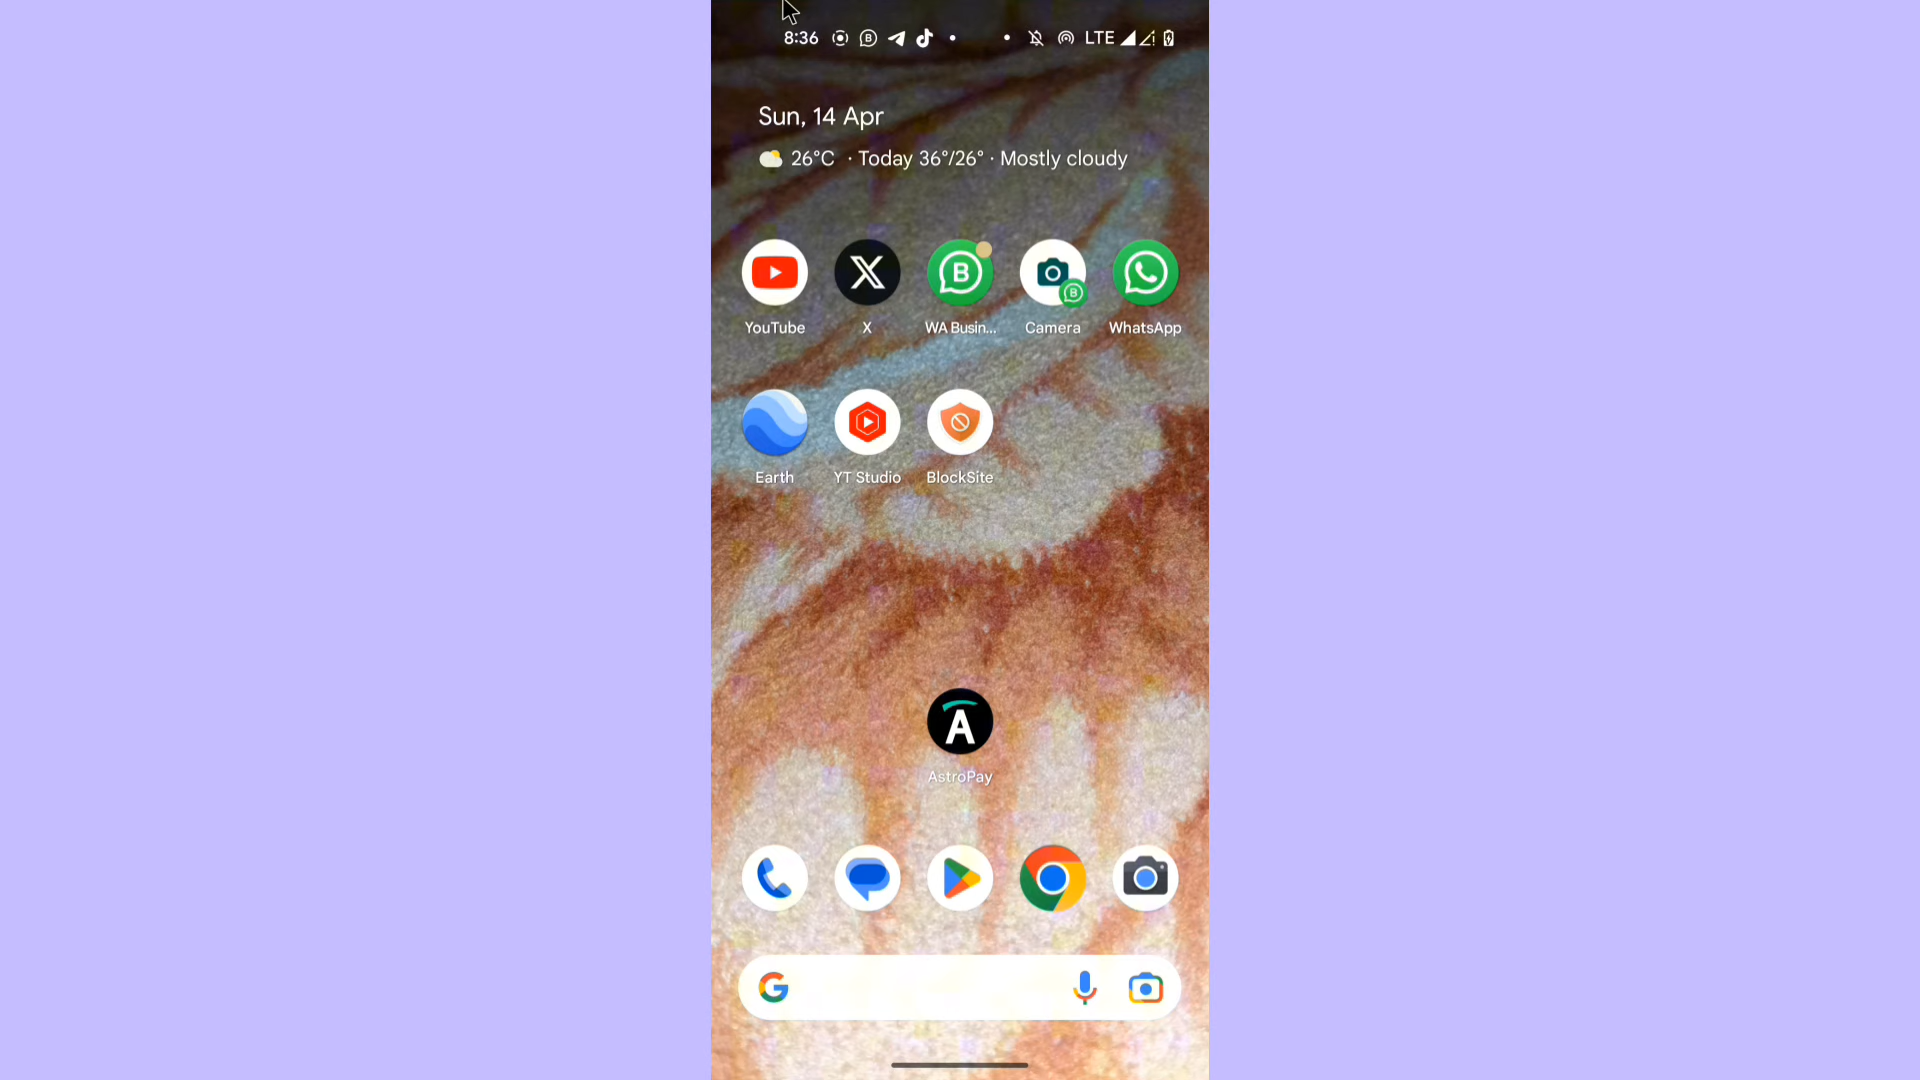 8:36 LTE
Sun, 14 Apr
26°C · Today 36°/26° · Mostly cloudy
YouTube X WA Busin... Camera WhatsApp
Earth YT Studio BlockSite
AstroPay